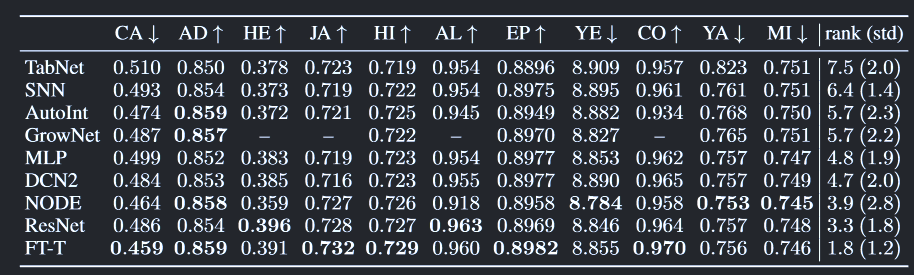 CA ↓ AD ↑ HE ↑ JA ↑ HI ↑ AL ↑ EP ↑ YE ↓ CO ↑ YA ↓ MI ↓ rank (std)
TabNet 0.510 0.850 0.378 0.723 0.719 0.954 0.8896 8.909 0.957 0.823 0.751 7.5 (2.0)
SNN 0.493 0.854 0.373 0.719 0.722 0.954 0.8975 8.895 0.961 0.761 0.751 6.4 (1.4)
AutoInt 0.474 0.859 0.372 0.721 0.725 0.945 0.8949 8.882 0.934 0.768 0.750 5.7 (2.3)
GrowNet 0.487 0.857 – – 0.722 – 0.8970 8.827 – 0.765 0.751 5.7 (2.2)
MLP 0.499 0.852 0.383 0.719 0.723 0.954 0.8977 8.853 0.962 0.757 0.747 4.8 (1.9)
DCN2 0.484 0.853 0.385 0.716 0.723 0.955 0.8977 8.890 0.965 0.757 0.749 4.7 (2.0)
NODE 0.464 0.858 0.359 0.727 0.726 0.918 0.8958 8.784 0.958 0.753 0.745 3.9 (2.8)
ResNet 0.486 0.854 0.396 0.728 0.727 0.963 0.8969 8.846 0.964 0.757 0.748 3.3 (1.8)
FT-T 0.459 0.859 0.391 0.732 0.729 0.960 0.8982 8.855 0.970 0.756 0.746 1.8 (1.2)